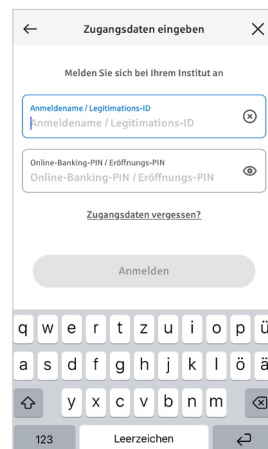 Zugangsdaten eingeben
Melden Sie sich bei Ihrem Institut an
Anmeldename / Legitimations-ID
Anmeldename / Legitimations-ID
Online-Banking-PIN / Eröffnungs-PIN
Online-Banking-PIN / Eröffnungs-PIN
Zugangsdaten vergessen?
Anmelden
q w e r t z u i o p ü
a s d f g h j k l ö ä
y x c v b n m
123 Leerzeichen